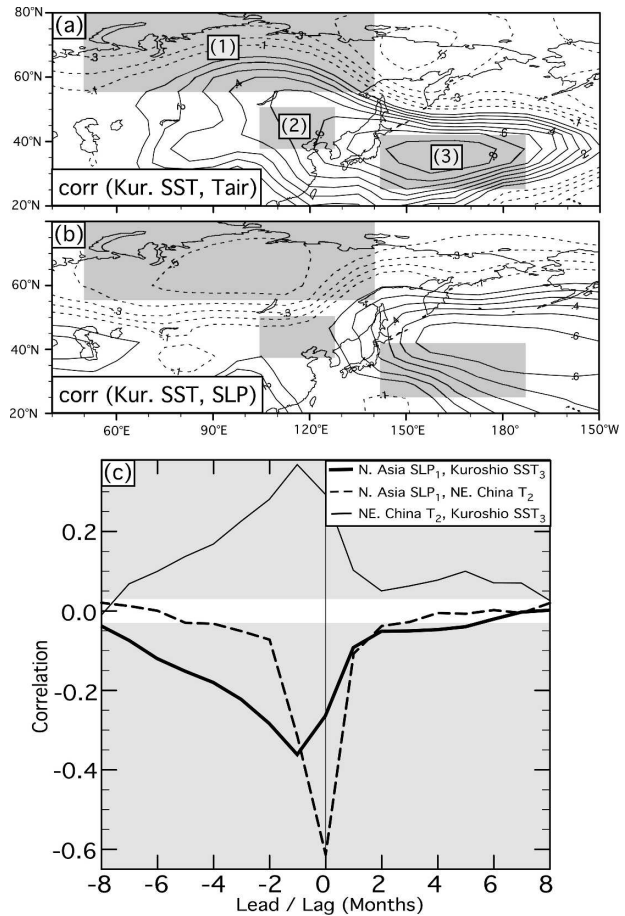 (a)
80°N
60°N
40°N
20°N
(1)
(2)
(3)
corr (Kur. SST, Tair)
(b)
60°N
40°N
20°N
corr (Kur. SST, SLP)
60°E 90°E 120°E 150°E 180° 150°W
(c)
N. Asia SLP1, Kuroshio SST3
N. Asia SLP1, NE. China T2
NE. China T2, Kuroshio SST3
Correlation
0.2
0.0
-0.2
-0.4
-0.6
-8 -6 -4 -2 0 2 4 6 8
Lead / Lag (Months)